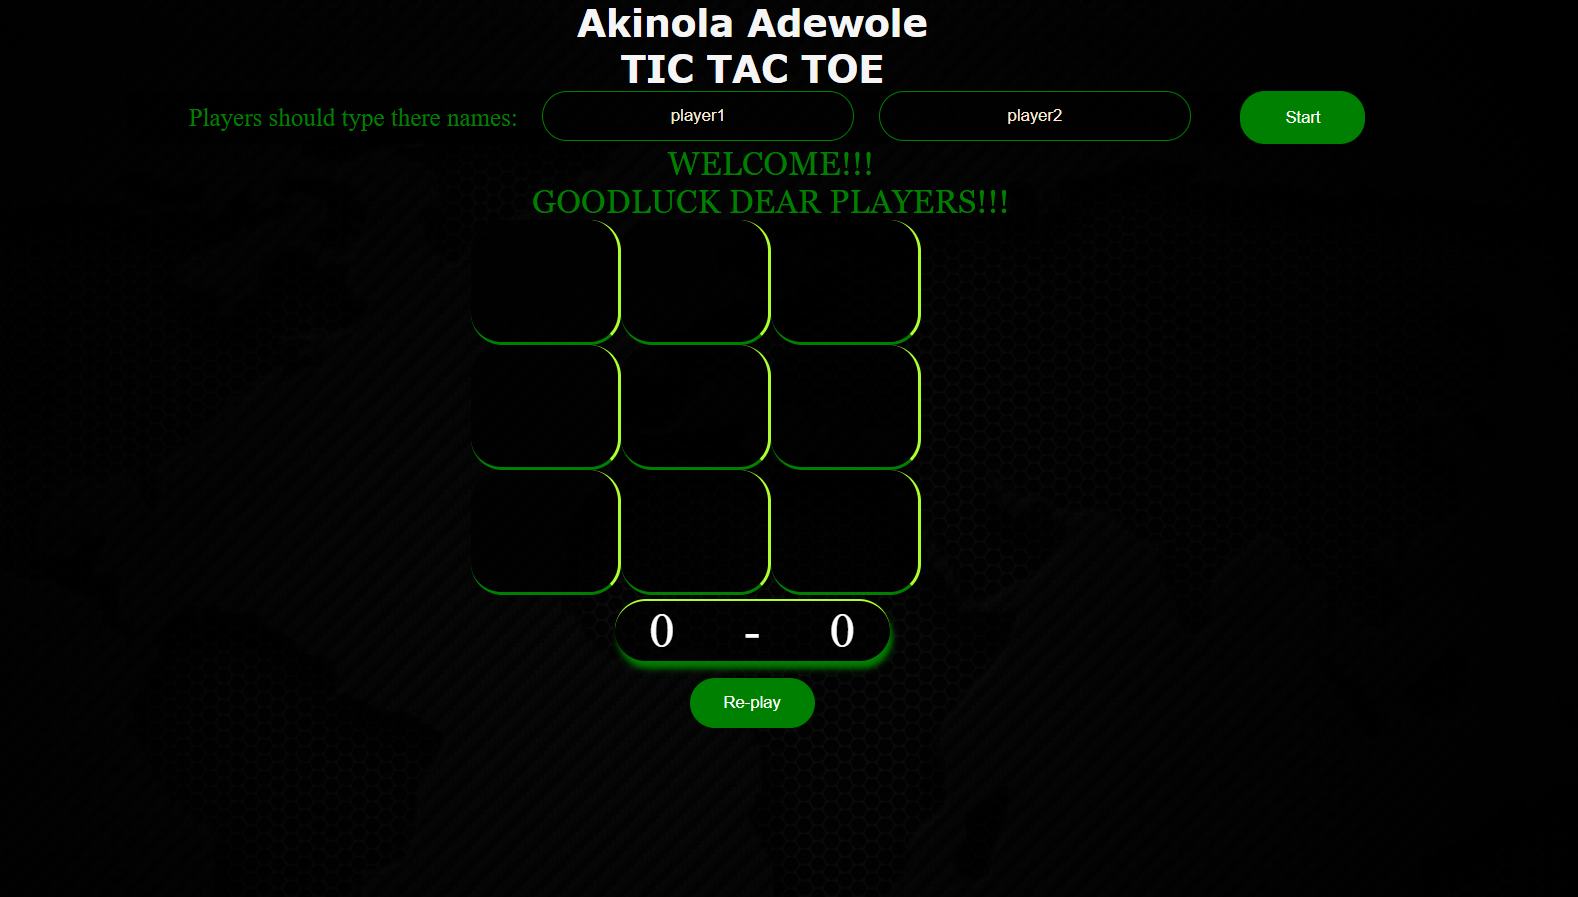 Akinola Adewole
TIC TAC TOE
Players should type there names: player1 player2 Start
WELCOME!!!
GOODLUCK DEAR PLAYERS!!!
0 - 0
Re-play